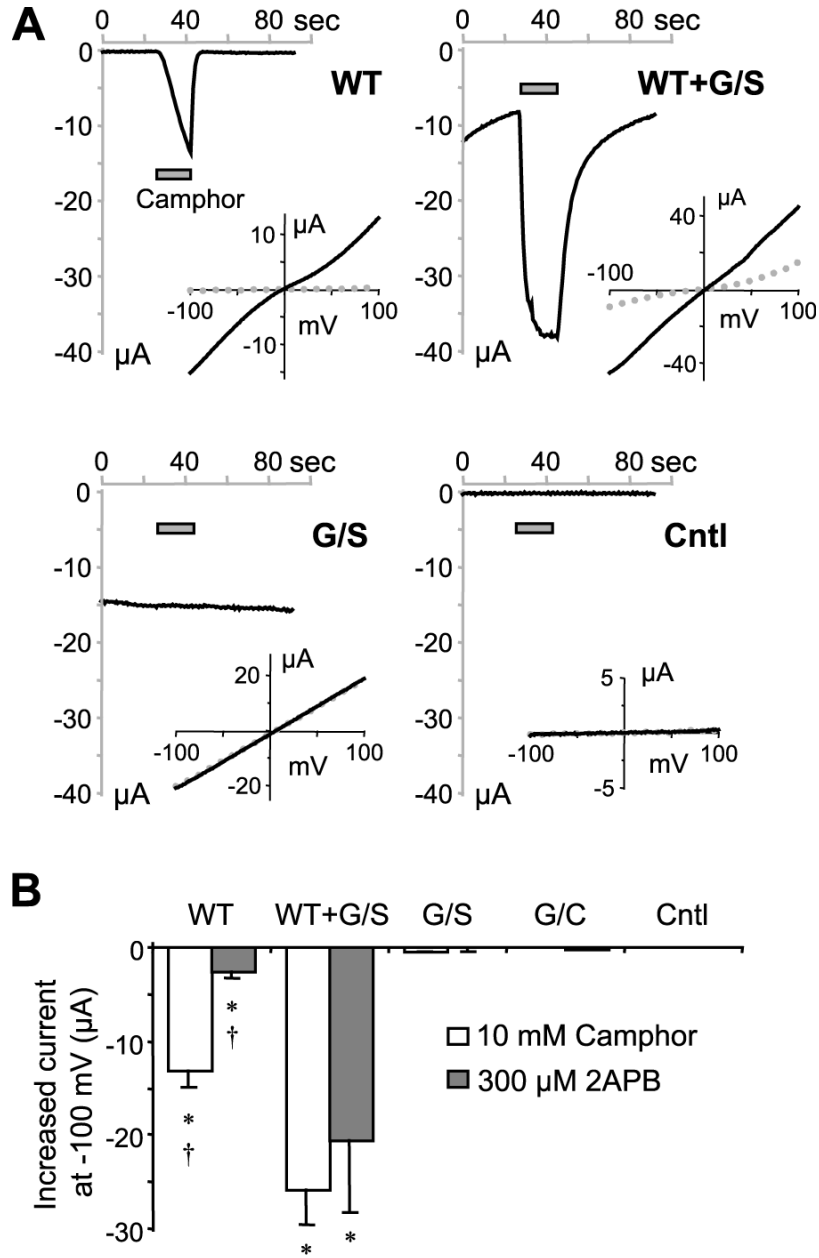 A
0 40 80 sec
0
-10
-20
-30
-40
µA
WT
Camphor
µA
10
-10
-100
100
mV
0 40 80 sec
0
-10
-20
-30
-40
µA
WT+G/S
µA
40
-40
-100
100
mV
0 40 80 sec
0
-10
-20
-30
-40
µA
G/S
µA
20
-20
-100
100
mV
0 40 80 sec
0
-10
-20
-30
-40
µA
Cntl
µA
5
-5
-100
100
mV
B
WT WT+G/S G/S G/C Cntl
0
-10
-20
-30
Increased current
at -100 mV (µA)
* †
* †
*
*
10 mM Camphor
300 µM 2APB